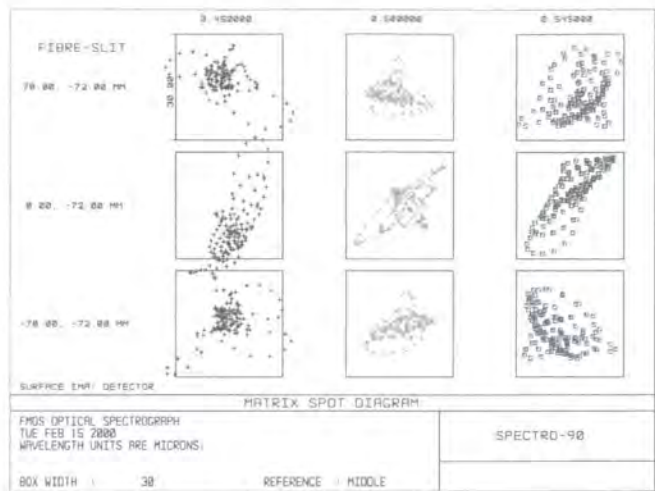 0.500000
0.545000
FIBRE-SLIT
70.00, -72.00 MM
30.00
0.00, -72.00 MM
-70.00, -72.00 MM
SURFACE IMA: DETECTOR
MATRIX SPOT DIAGRAM
FMOS OPTICAL SPECTROGRAPH
TUE FEB 15 2000
WAVELENGTH UNITS ARE MICRONS.
SPECTRO-90
BOX WIDTH : 30 REFERENCE : MIDDLE